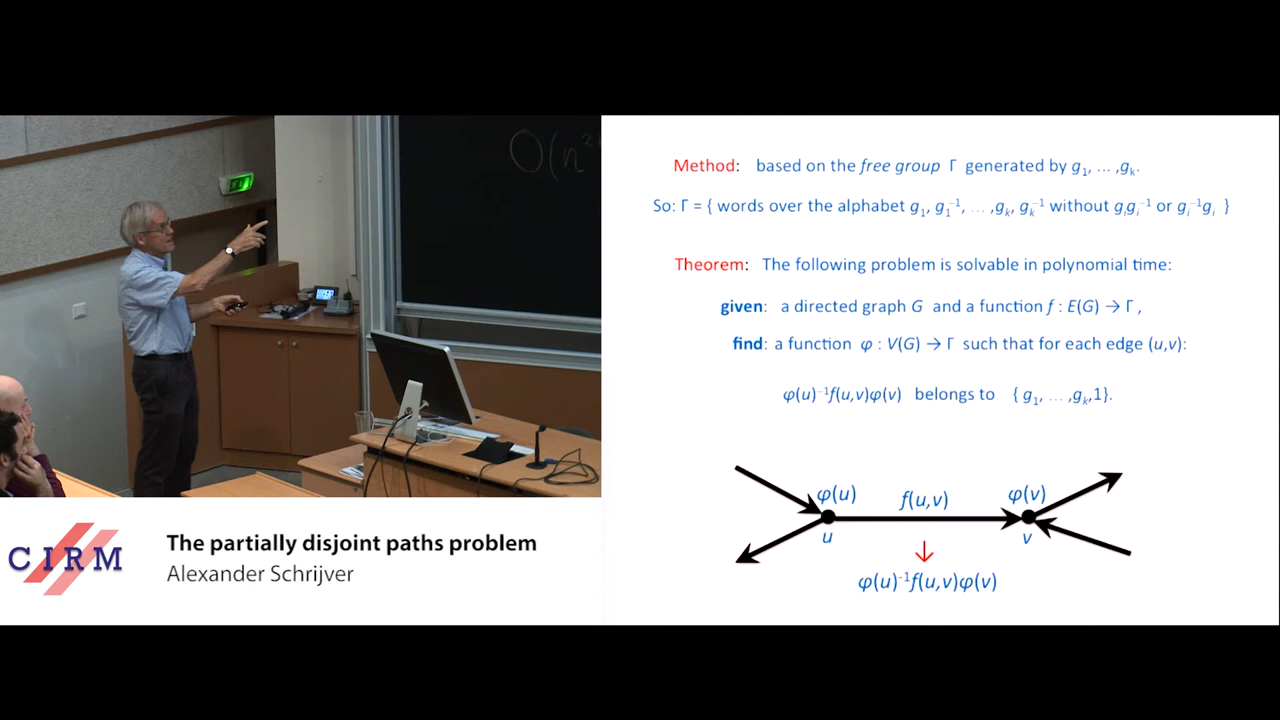 O(n²
Method: based on the free group Γ generated by g₁, … ,gₖ.
So: Γ = { words over the alphabet g₁, g₁⁻¹, … ,gₖ, gₖ⁻¹ without gᵢgᵢ⁻¹ or gᵢ⁻¹gᵢ }
Theorem: The following problem is solvable in polynomial time:
given: a directed graph G and a function f : E(G) → Γ ,
find: a function φ : V(G) → Γ such that for each edge (u,v):
φ(u)⁻¹f(u,v)φ(v) belongs to { g₁, … ,gₖ,1}.
φ(u) f(u,v) φ(v)
u v
φ(u)⁻¹f(u,v)φ(v)
CIRM
The partially disjoint paths problem
Alexander Schrijver